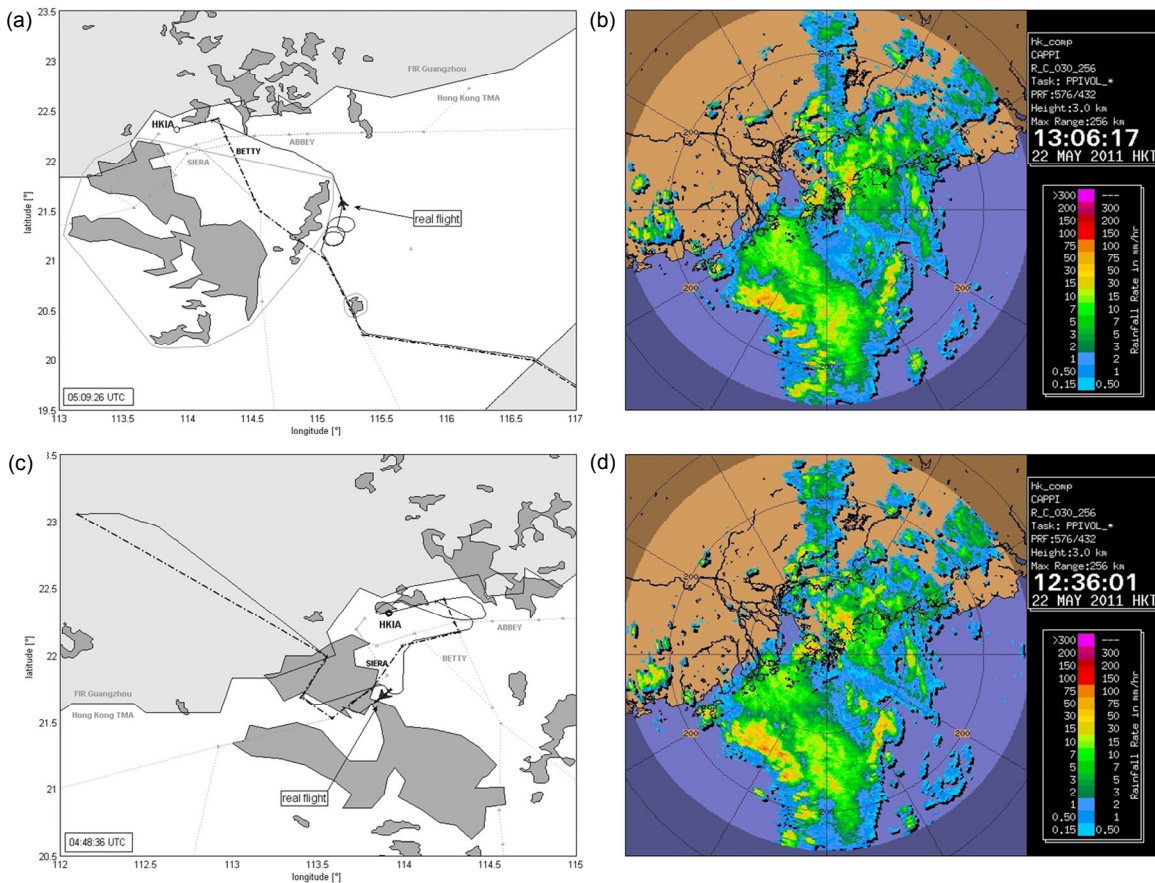 (a)
23.5
23
22.5
22
21.5
21
20.5
20
19.5
latitude [°]
113
113.5
114
114.5
115
115.5
116
116.5
117
longitude [°]
FIR Guangzhou
Hong Kong TMA
HKIA
ABBEY
BETTY
SIERA
real flight
05:09:26 UTC
(b)
200
200
200
200
200
200
hk_comp
CAPPI
R_C_030_256
Task: PPIVOL_*
PRF:576/432
Height:3.0 km
Max Range:256 km
13:06:17
22 MAY 2011 HKT
>300 ---
200 300
150 200
100 150
75 100
50 75
30 50
20 30
15 20
10 15
7 10
5 7
3 5
2 3
1 2
0.50 1
0.15 0.50
Rainfall Rate in mm/hr
(c)
.5
23
22.5
22
21.5
21
20.5
latitude [°]
112
112.5
113
113.5
114
114.5
115
longitude [°]
HKIA
ABBEY
SIERA
BETTY
FIR Guangzhou
Hong Kong TMA
real flight
04:48:36 UTC
(d)
200
200
200
200
200
200
hk_comp
CAPPI
R_C_030_256
Task: PPIVOL_*
PRF:576/432
Height:3.0 km
Max Range:256 km
12:36:01
22 MAY 2011 HKT
>300 ---
200 300
150 200
100 150
75 100
50 75
30 50
20 30
15 20
10 15
7 10
5 7
3 5
2 3
1 2
0.50 1
0.15 0.50
Rainfall Rate in mm/hr